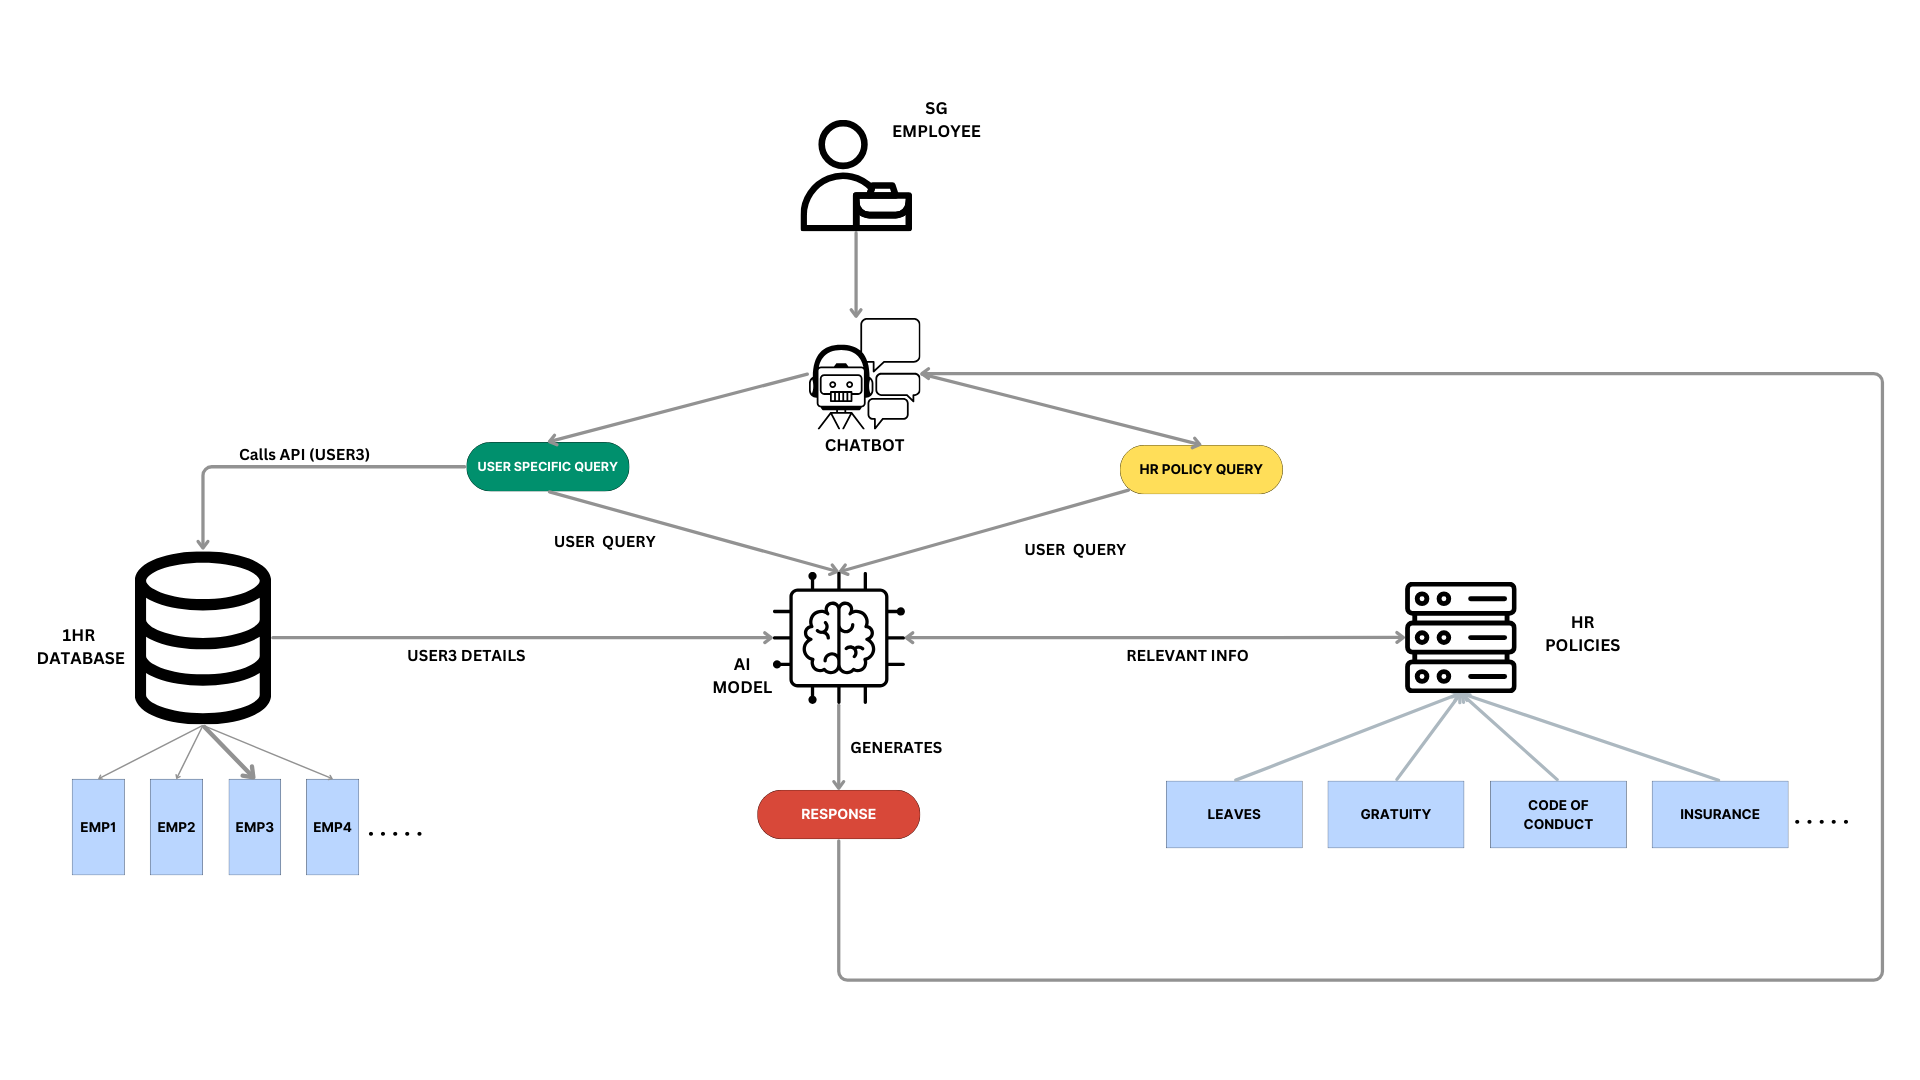 SG
EMPLOYEE
CHATBOT
Calls API (USER3)
USER SPECIFIC QUERY
HR POLICY QUERY
USER QUERY
USER QUERY
1HR
DATABASE
USER3 DETAILS
AI
MODEL
RELEVANT INFO
HR
POLICIES
GENERATES
EMP1
EMP2
EMP3
EMP4
. . . . .
RESPONSE
LEAVES
GRATUITY
CODE OF
CONDUCT
INSURANCE
. . . . .